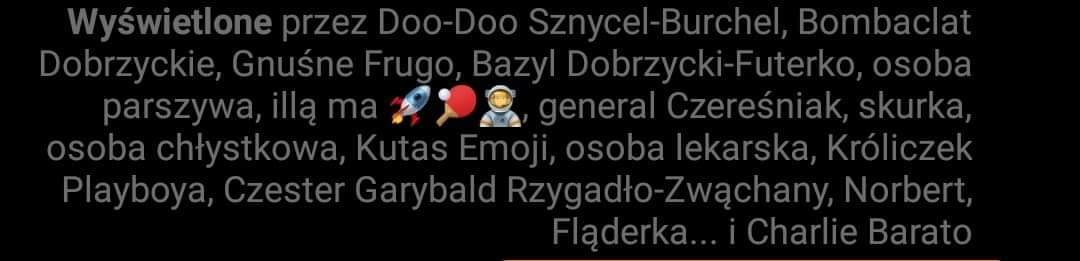 Wyświetlone przez Doo-Doo Sznycel-Burchel, Bombaclat
Dobrzyckie, Gnuśne Frugo, Bazyl Dobrzycki-Futerko, osoba
parszywa, illą ma 🚀🏓👨‍🚀, general Czereśniak, skurka,
osoba chłystkowa, Kutas Emoji, osoba lekarska, Króliczek
Playboya, Czester Garybald Rzygadło-Zwąchany, Norbert,
Fląderka... i Charlie Barato